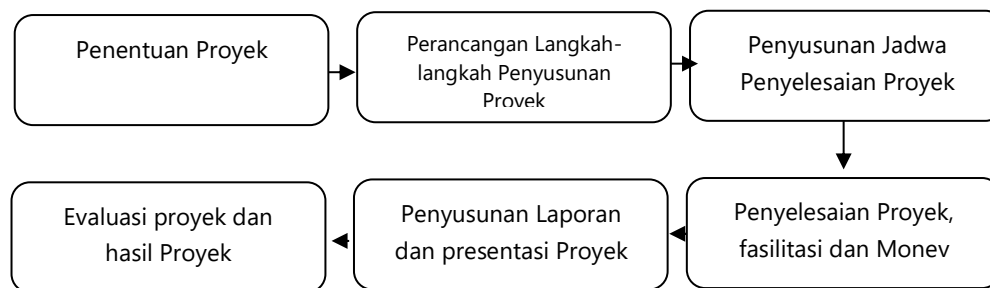 Penentuan Proyek
Perancangan Langkah-
langkah Penyusunan
Proyek
Penyusunan Jadwa
Penyelesaian Proyek
Penyelesaian Proyek,
fasilitasi dan Monev
Penyusunan Laporan
dan presentasi Proyek
Evaluasi proyek dan
hasil Proyek